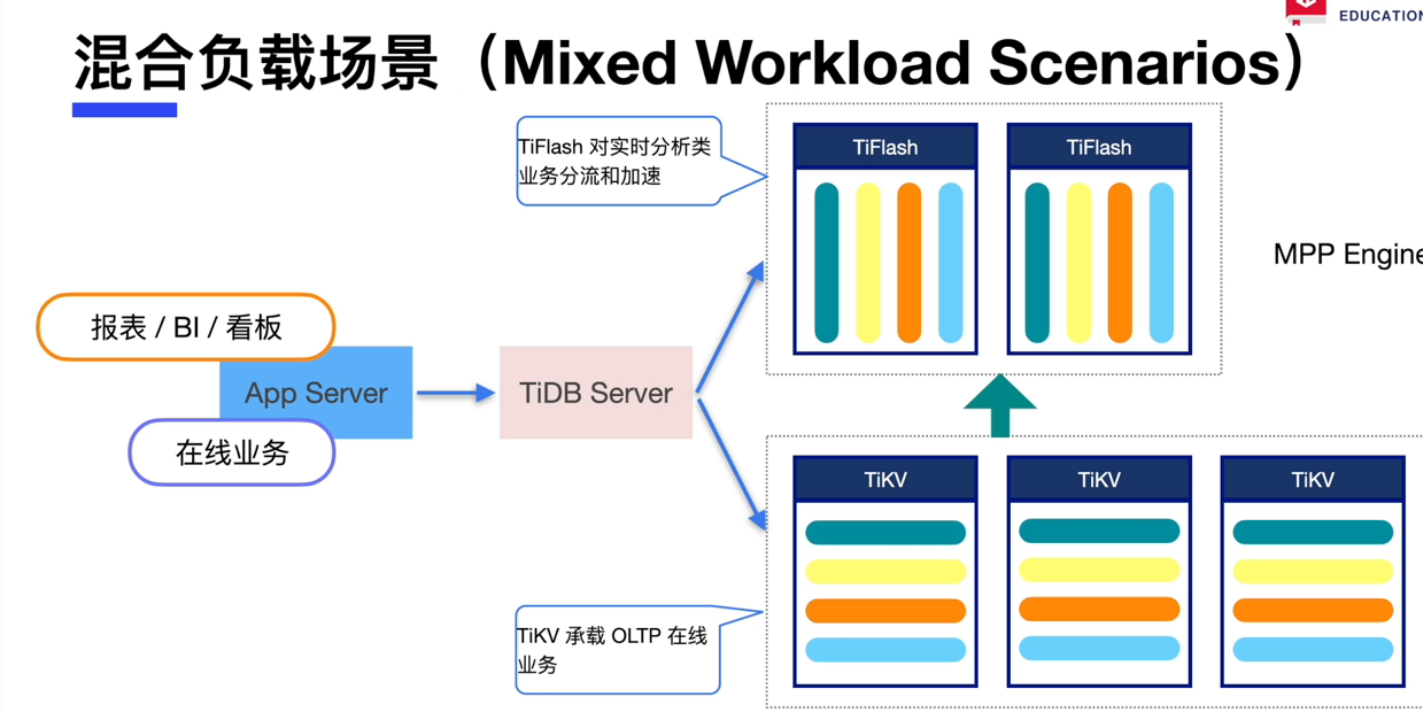 EDUCATION
混合负载场景（Mixed Workload Scenarios）
TiFlash 对实时分析类
业务分流和加速
TiFlash
TiFlash
MPP Engine
报表 / BI / 看板
App Server
在线业务
TiDB Server
TiKV
TiKV
TiKV
TiKV 承载 OLTP 在线
业务